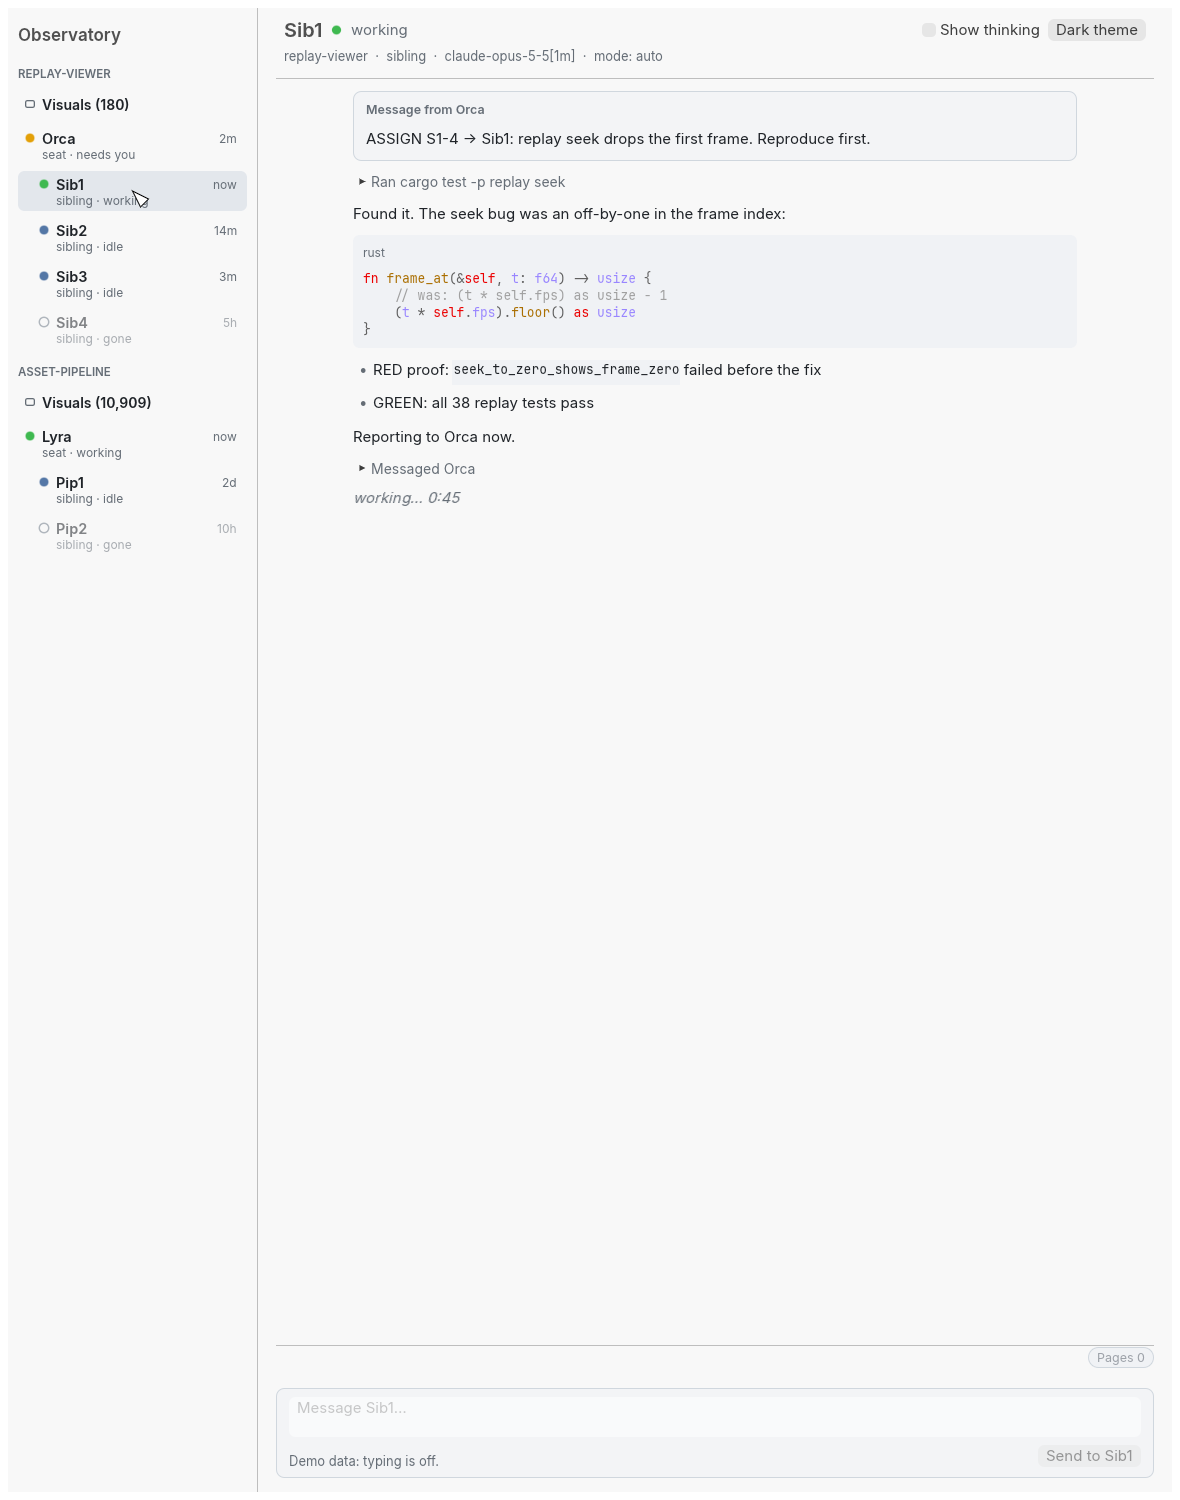 Observatory
REPLAY-VIEWER
Visuals (180)
Orca 2m
seat · needs you
Sib1 now
sibling · working
Sib2 14m
sibling · idle
Sib3 3m
sibling · idle
Sib4 5h
sibling · gone
ASSET-PIPELINE
Visuals (10,909)
Lyra now
seat · working
Pip1 2d
sibling · idle
Pip2 10h
sibling · gone
Sib1 working Show thinking Dark theme
replay-viewer · sibling · claude-opus-5-5[1m] · mode: auto
Message from Orca
ASSIGN S1-4 → Sib1: replay seek drops the first frame. Reproduce first.
▸ Ran cargo test -p replay seek
Found it. The seek bug was an off-by-one in the frame index:
rust
fn frame_at(&self, t: f64) -> usize {
    // was: (t * self.fps) as usize - 1
    (t * self.fps).floor() as usize
}
• RED proof: seek_to_zero_shows_frame_zero failed before the fix
• GREEN: all 38 replay tests pass
Reporting to Orca now.
▸ Messaged Orca
working... 0:45
Pages 0
Message Sib1...
Demo data: typing is off.
Send to Sib1